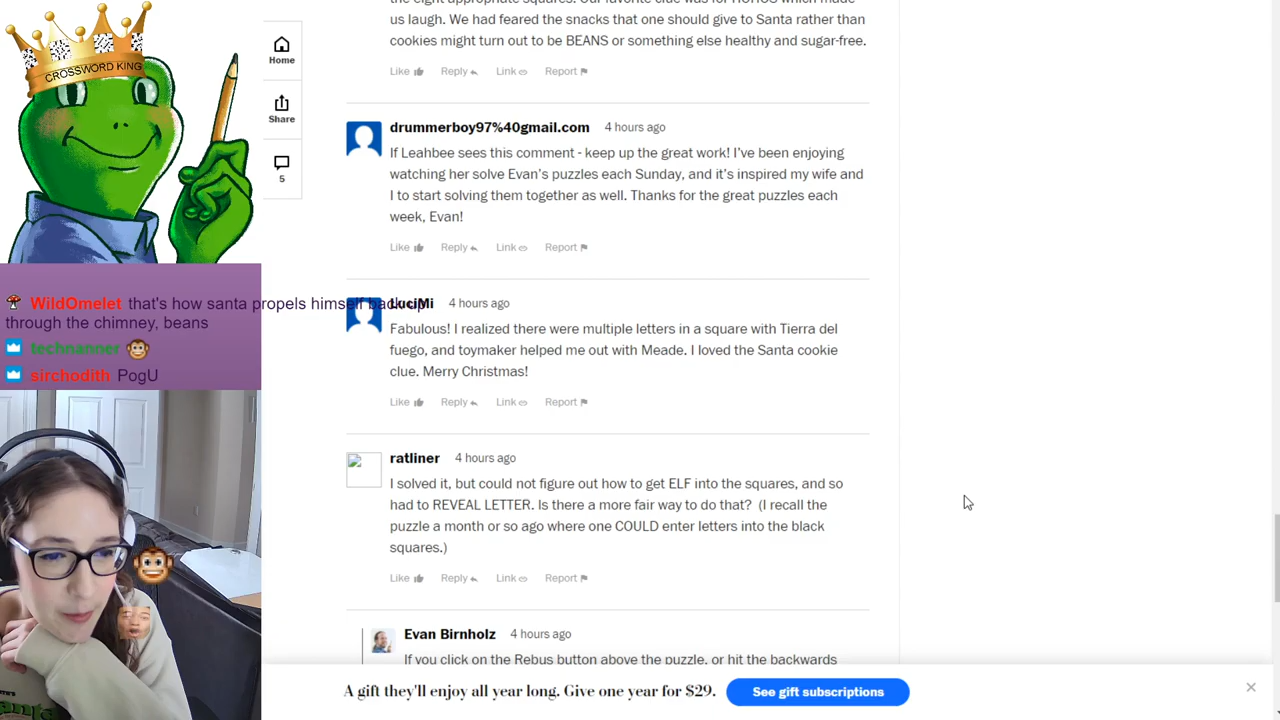 the eight appropriate squares. Our favorite clue was for HOHOS which made
us laugh. We had feared the snacks that one should give to Santa rather than
cookies might turn out to be BEANS or something else healthy and sugar-free.
Like Reply Link Report
CROSSWORD KING
Home
Share
5
drummerboy97%40gmail.com 4 hours ago
If Leahbee sees this comment - keep up the great work! I've been enjoying
watching her solve Evan's puzzles each Sunday, and it's inspired my wife and
I to start solving them together as well. Thanks for the great puzzles each
week, Evan!
Like Reply Link Report
WildOmelet that's how santa propels himself back up
through the chimney, beans
technanner
sirchodith PogU
LuciMi 4 hours ago
Fabulous! I realized there were multiple letters in a square with Tierra del
fuego, and toymaker helped me out with Meade. I loved the Santa cookie
clue. Merry Christmas!
Like Reply Link Report
ratliner 4 hours ago
I solved it, but could not figure out how to get ELF into the squares, and so
had to REVEAL LETTER. Is there a more fair way to do that? (I recall the
puzzle a month or so ago where one COULD enter letters into the black
squares.)
Like Reply Link Report
Evan Birnholz 4 hours ago
If you click on the Rebus button above the puzzle, or hit the backwards
A gift they'll enjoy all year long. Give one year for $29. See gift subscriptions